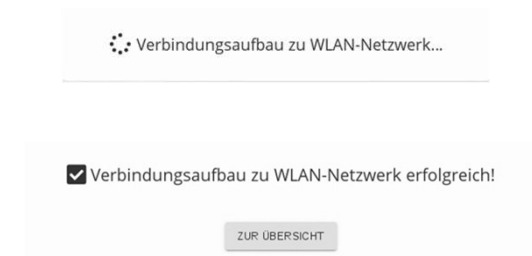 Verbindungsaufbau zu WLAN-Netzwerk...
Verbindungsaufbau zu WLAN-Netzwerk erfolgreich!
ZUR ÜBERSICHT